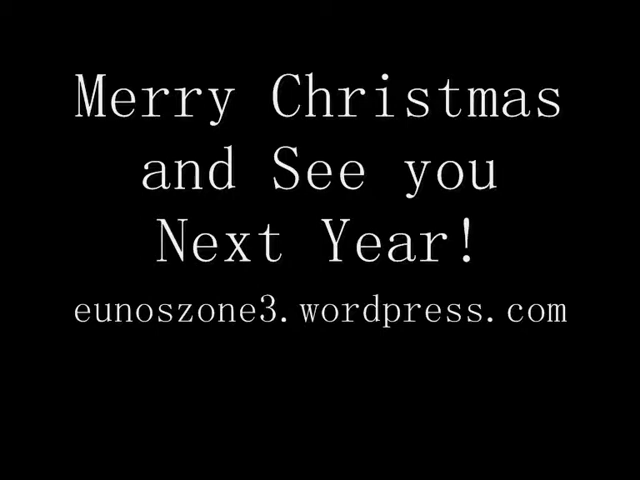 Merry Christmas
and See you
Next Year!
eunoszone3.wordpress.com